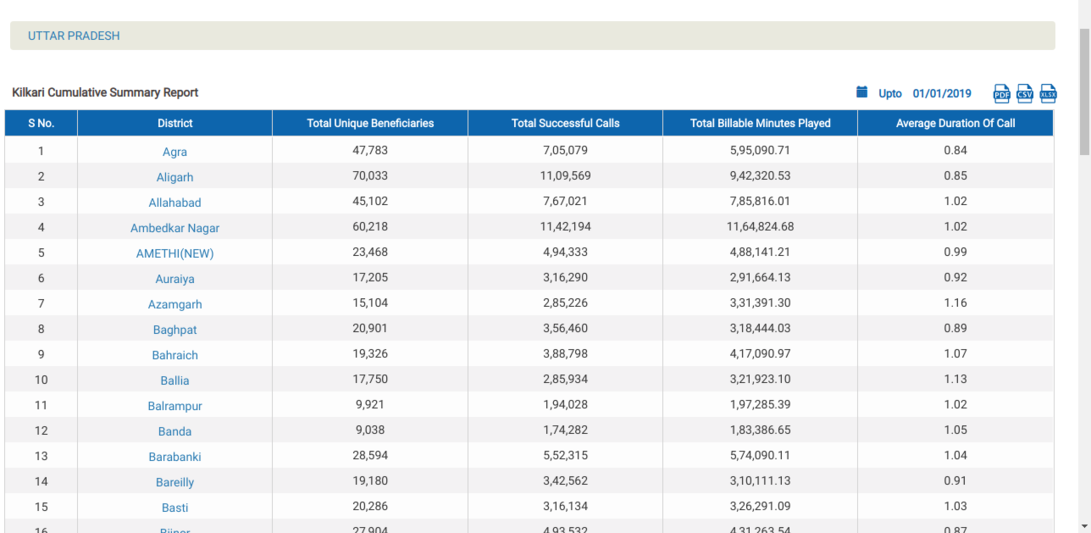 UTTAR PRADESH
Kilkari Cumulative Summary Report Upto 01/01/2019 PDF CSV XLSX
S No. District Total Unique Beneficiaries Total Successful Calls Total Billable Minutes Played Average Duration Of Call
1 Agra 47,783 7,05,079 5,95,090.71 0.84
2 Aligarh 70,033 11,09,569 9,42,320.53 0.85
3 Allahabad 45,102 7,67,021 7,85,816.01 1.02
4 Ambedkar Nagar 60,218 11,42,194 11,64,824.68 1.02
5 AMETHI(NEW) 23,468 4,94,333 4,88,141.21 0.99
6 Auraiya 17,205 3,16,290 2,91,664.13 0.92
7 Azamgarh 15,104 2,85,226 3,31,391.30 1.16
8 Baghpat 20,901 3,56,460 3,18,444.03 0.89
9 Bahraich 19,326 3,88,798 4,17,090.97 1.07
10 Ballia 17,750 2,85,934 3,21,923.10 1.13
11 Balrampur 9,921 1,94,028 1,97,285.39 1.02
12 Banda 9,038 1,74,282 1,83,386.65 1.05
13 Barabanki 28,594 5,52,315 5,74,090.11 1.04
14 Bareilly 19,180 3,42,562 3,10,111.13 0.91
15 Basti 20,286 3,16,134 3,26,291.09 1.03
16 Bijnor 27,904 4,93,532 4,31,263.54 0.87